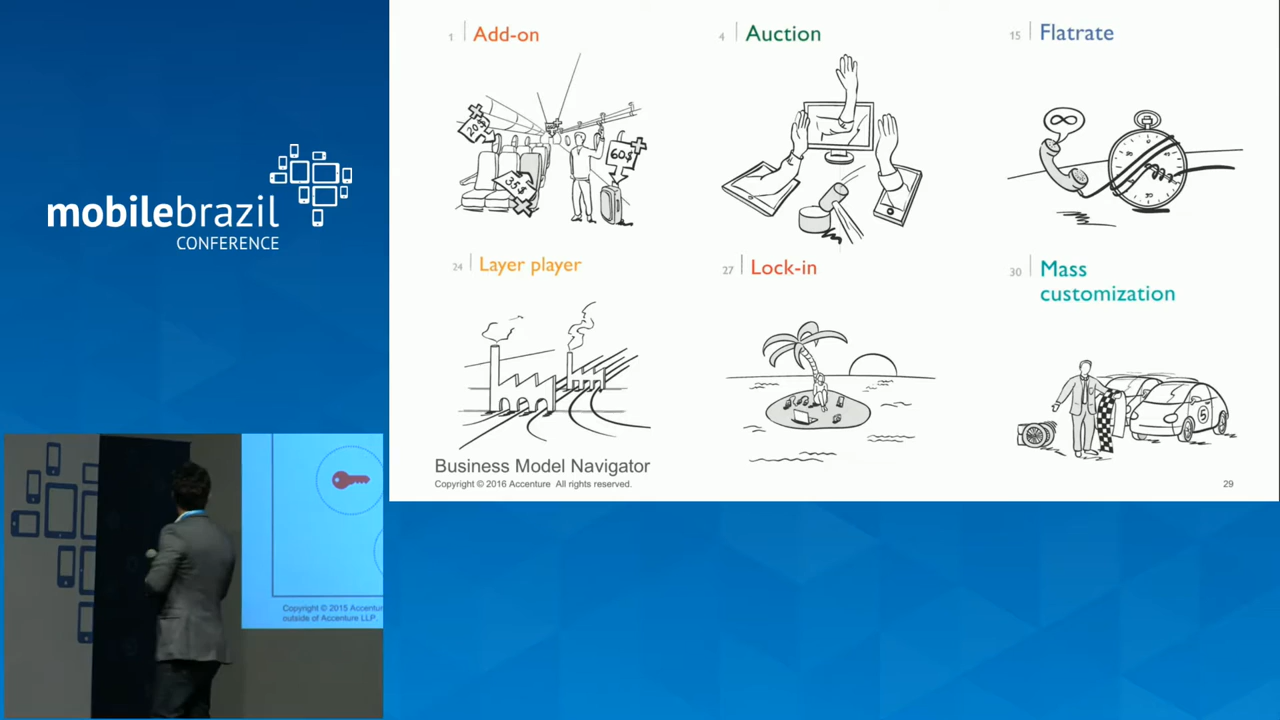 mobilebrazil
CONFERENCE
1 Add-on
4 Auction
15 Flatrate
20$
35$
60$
∞
24 Layer player
27 Lock-in
30 Mass
customization
5
Business Model Navigator
Copyright © 2016 Accenture All rights reserved.
29
Copyright © 2015 Accenture
outside of Accenture LLP.